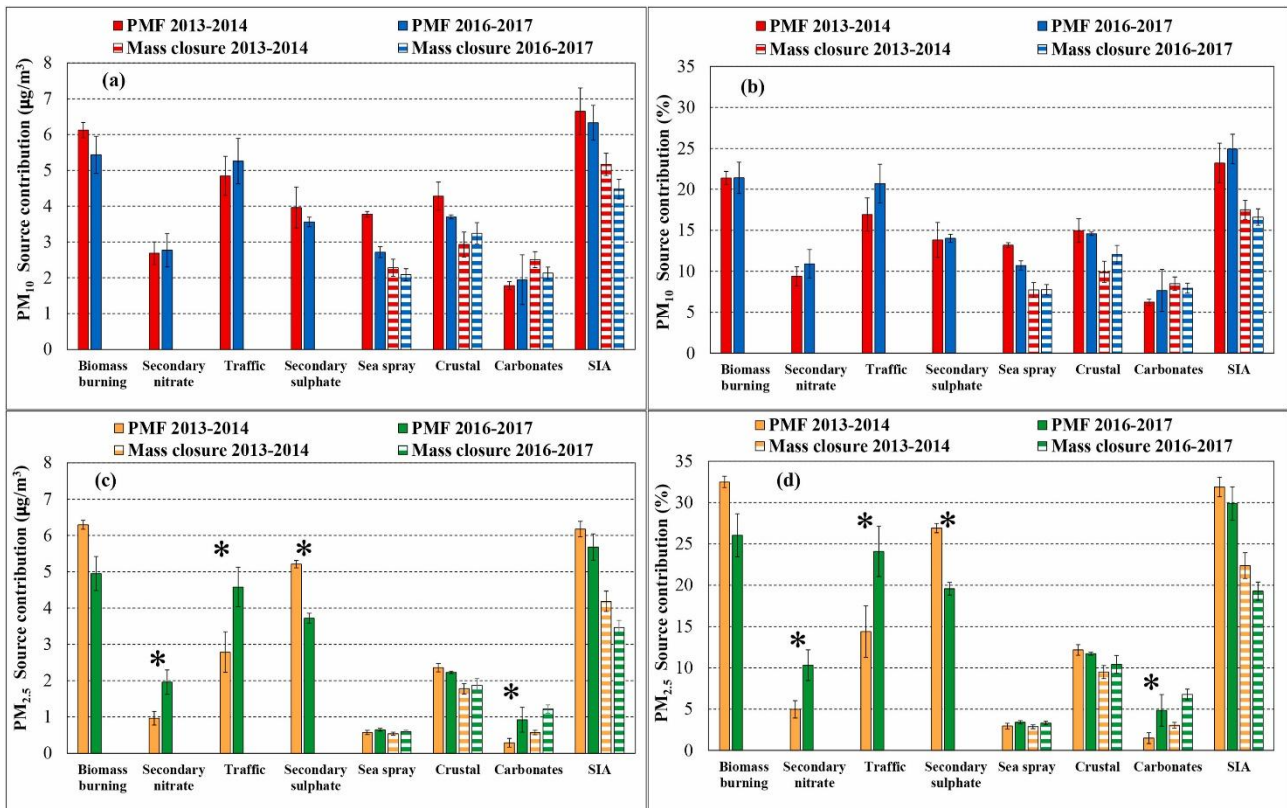 PMF 2013-2014 PMF 2016-2017
Mass closure 2013-2014 Mass closure 2016-2017
(a)
PM10 Source contribution (µg/m³)
8
7
6
5
4
3
2
1
0
Biomass burning
Secondary nitrate
Traffic
Secondary sulphate
Sea spray
Crustal
Carbonates
SIA
PMF 2013-2014 PMF 2016-2017
Mass closure 2013-2014 Mass closure 2016-2017
(b)
PM10 Source contribution (%)
35
30
25
20
15
10
5
0
Biomass burning
Secondary nitrate
Traffic
Secondary sulphate
Sea spray
Crustal
Carbonates
SIA
PMF 2013-2014 PMF 2016-2017
Mass closure 2013-2014 Mass closure 2016-2017
(c)
PM2.5 Source contribution (µg/m³)
8
7
6
5
4
3
2
1
0
* * * *
Biomass burning
Secondary nitrate
Traffic
Secondary sulphate
Sea spray
Crustal
Carbonates
SIA
PMF 2013-2014 PMF 2016-2017
Mass closure 2013-2014 Mass closure 2016-2017
(d)
PM2.5 Source contribution (%)
35
30
25
20
15
10
5
0
* * * *
Biomass burning
Secondary nitrate
Traffic
Secondary sulphate
Sea spray
Crustal
Carbonates
SIA